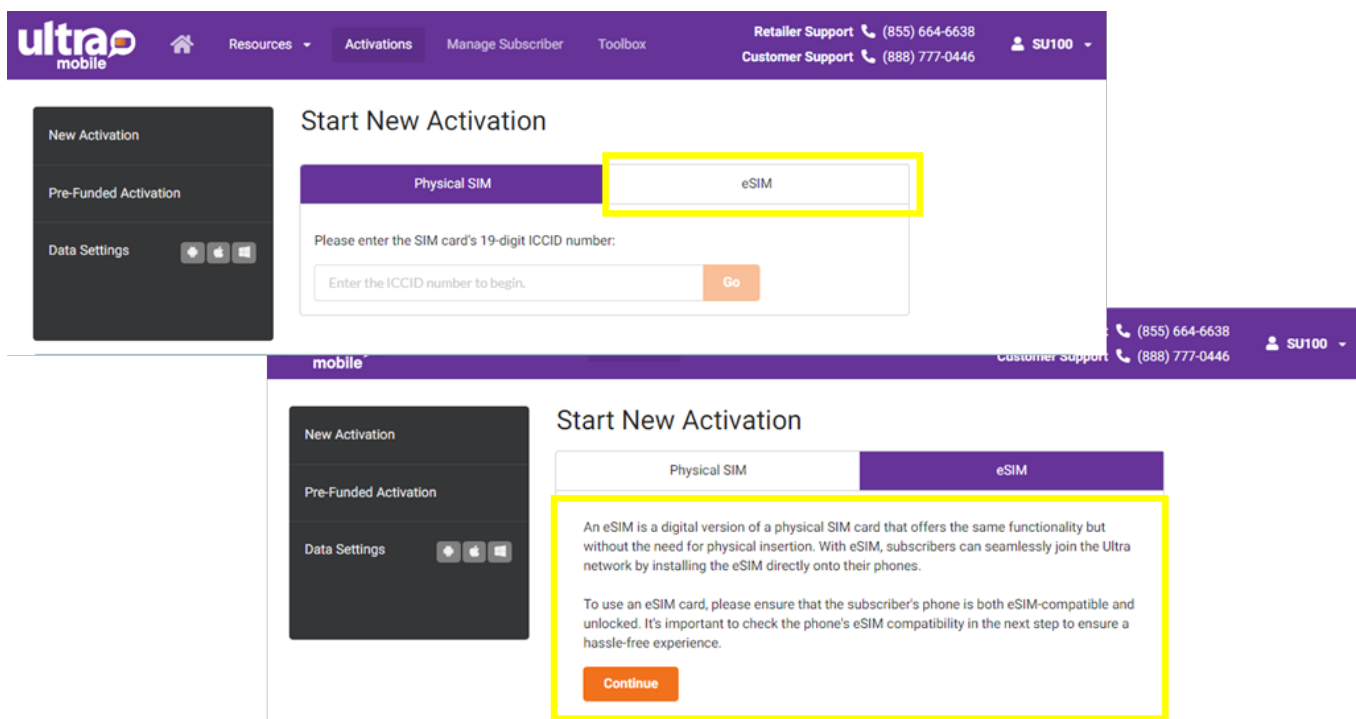 ultra
mobile
Resources
Activations
Manage Subscriber
Toolbox
Retailer Support (855) 664-6638
Customer Support (888) 777-0446
SU100
New Activation
Pre-Funded Activation
Data Settings
Start New Activation
Physical SIM
eSIM
Please enter the SIM card's 19-digit ICCID number:
Enter the ICCID number to begin.
Go
mobile
(855) 664-6638
Customer Support (888) 777-0446
SU100
New Activation
Pre-Funded Activation
Data Settings
Start New Activation
Physical SIM
eSIM
An eSIM is a digital version of a physical SIM card that offers the same functionality but
without the need for physical insertion. With eSIM, subscribers can seamlessly join the Ultra
network by installing the eSIM directly onto their phones.
To use an eSIM card, please ensure that the subscriber's phone is both eSIM-compatible and
unlocked. It's important to check the phone's eSIM compatibility in the next step to ensure a
hassle-free experience.
Continue